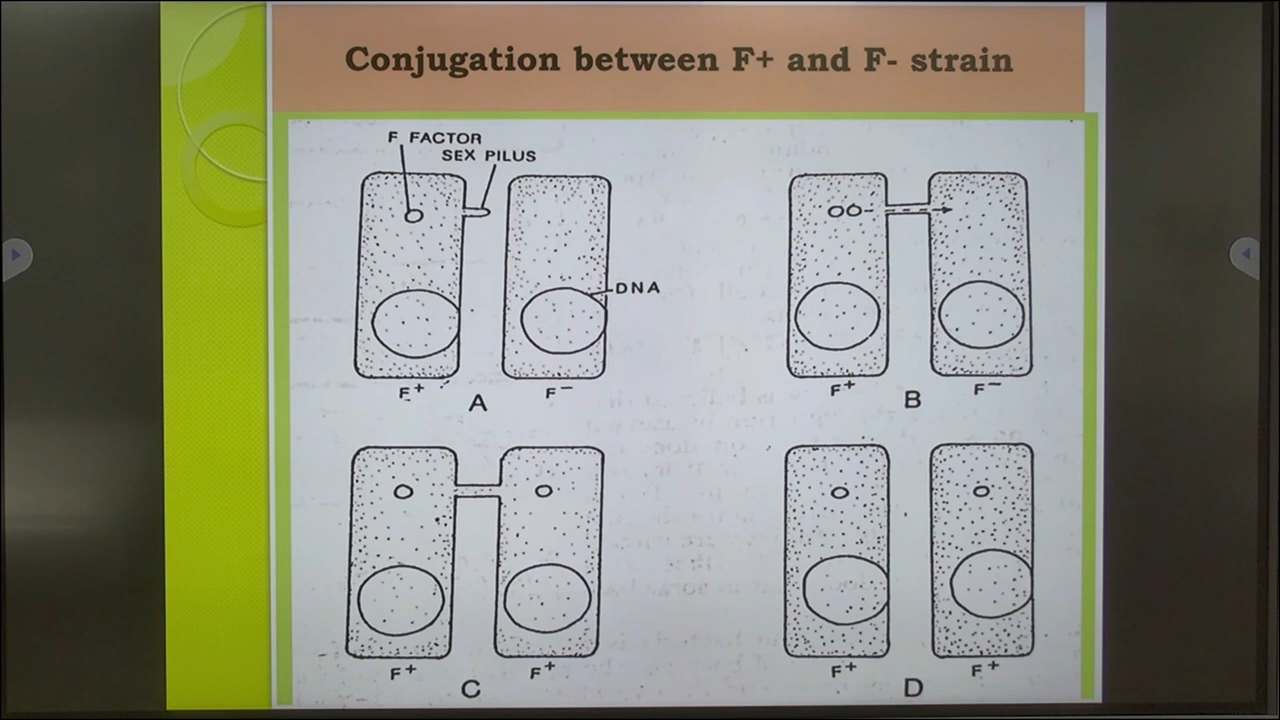 Conjugation between F+ and F- strain
F FACTOR
SEX PILUS
DNA
F+
F−
A
F+
F−
B
F+
F+
C
F+
F+
D